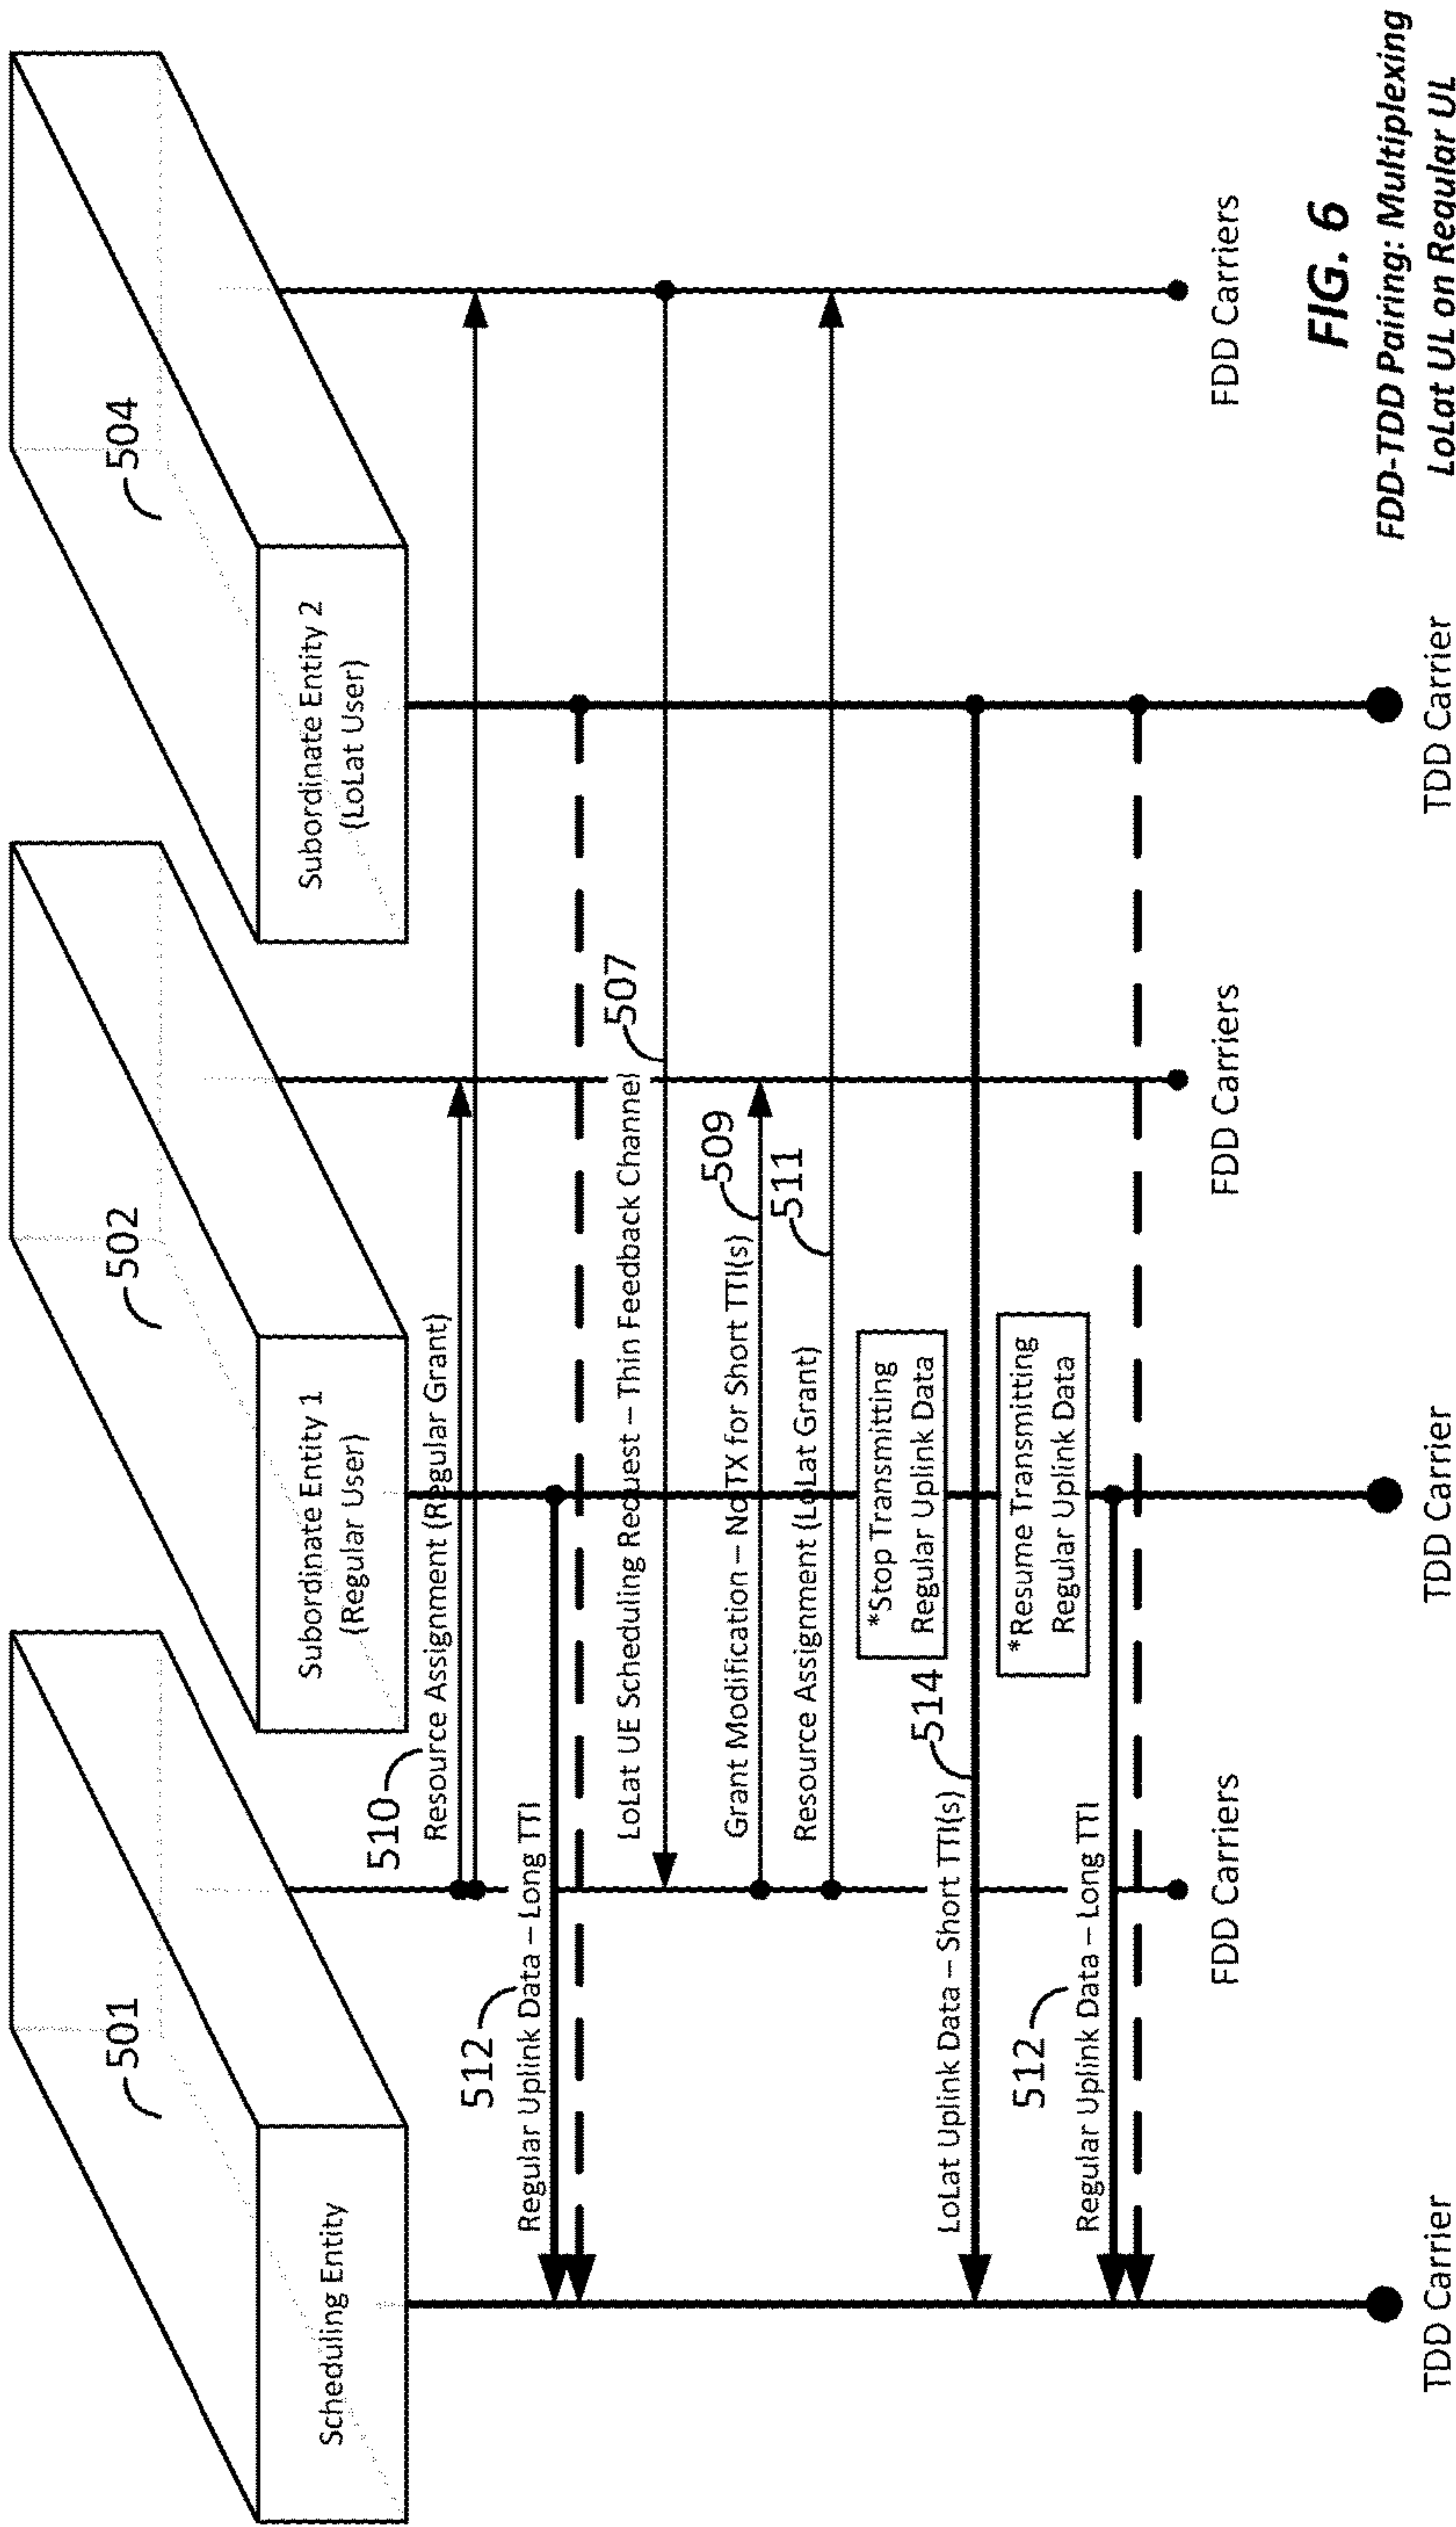 501
502
504
Scheduling Entity
Subordinate Entity 1
(Regular User)
Subordinate Entity 2
(LoLat User)
510
Resource Assignment (Regular Grant)
512
Regular Uplink Data – Long TTI
507
LoLat UE Scheduling Request – Thin Feedback Channel
509
Grant Modification – No TX for Short TTI(s)
511
Resource Assignment (LoLat Grant)
*Stop Transmitting
Regular Uplink Data
514
LoLat Uplink Data – Short TTI(s)
*Resume Transmitting
Regular Uplink Data
512
Regular Uplink Data – Long TTI
FDD Carriers
FDD Carriers
FDD Carriers
TDD Carrier
TDD Carrier
TDD Carrier
FIG. 6
FDD-TDD Pairing: Multiplexing
LoLat UL on Regular UL